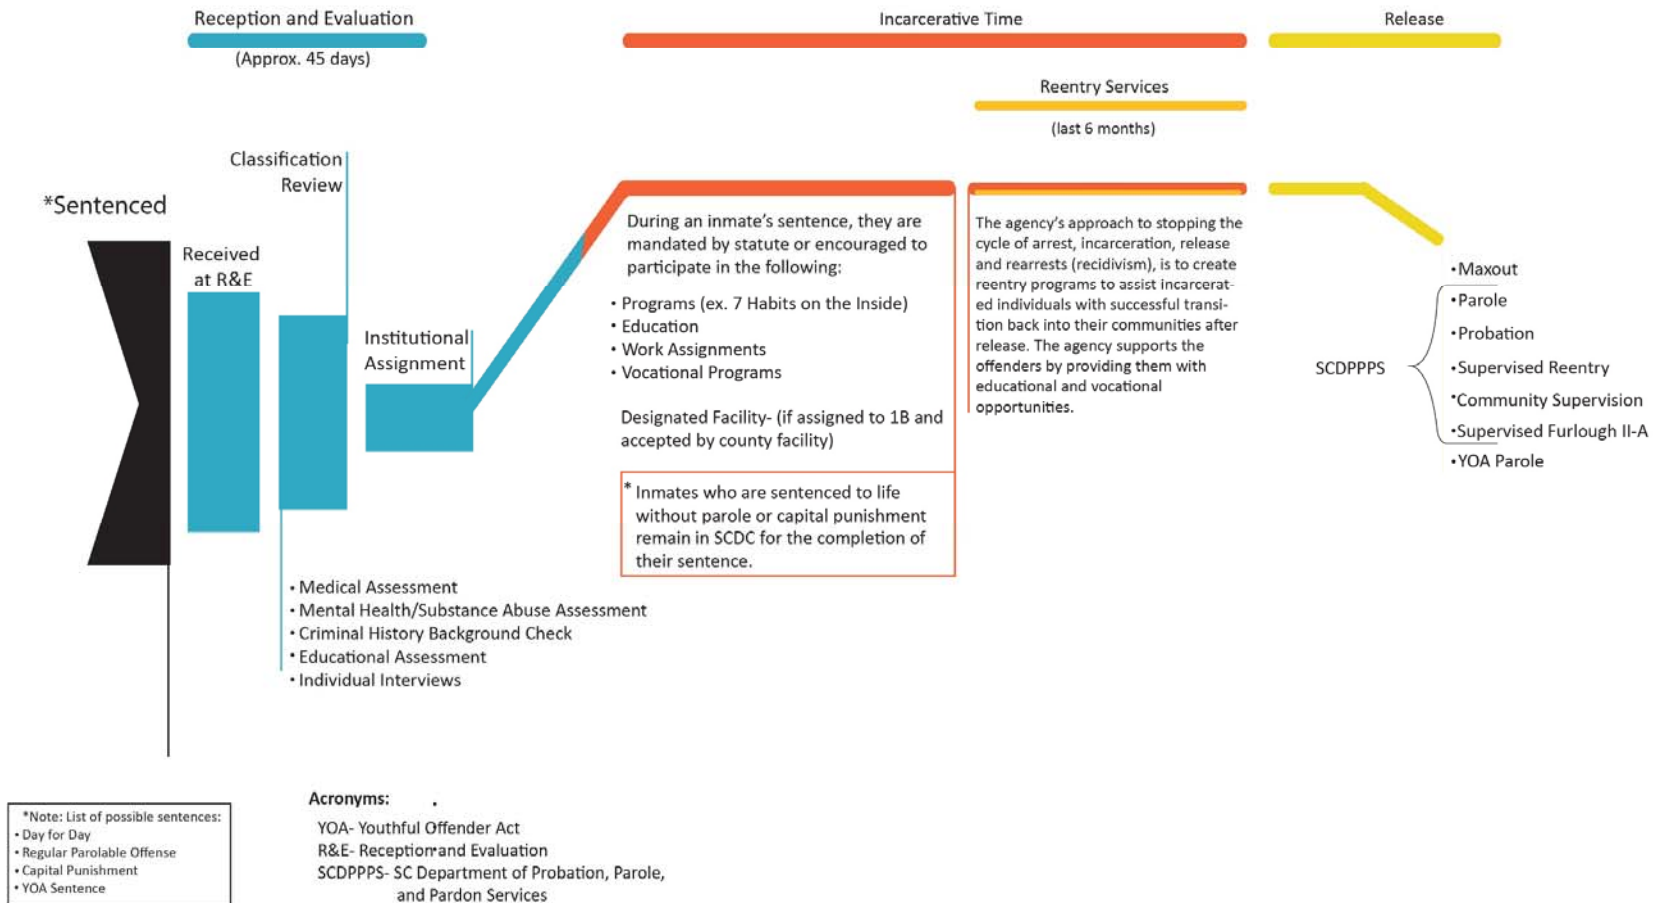 Reception and Evaluation
(Approx. 45 days)
Incarcerative Time
Release
Reentry Services
(last 6 months)
*Sentenced
Received
at R&E
Classification
Review
• Medical Assessment
• Mental Health/Substance Abuse Assessment
• Criminal History Background Check
• Educational Assessment
• Individual Interviews
Institutional
Assignment
During an inmate's sentence, they are
mandated by statute or encouraged to
participate in the following:
• Programs (ex. 7 Habits on the Inside)
• Education
• Work Assignments
• Vocational Programs
Designated Facility- (if assigned to 1B and
accepted by county facility)
* Inmates who are sentenced to life
without parole or capital punishment
remain in SCDC for the completion of
their sentence.
The agency's approach to stopping the
cycle of arrest, incarceration, release
and rearrests (recidivism), is to create
reentry programs to assist incarcerat-
ed individuals with successful transi-
tion back into their communities after
release. The agency supports the
offenders by providing them with
educational and vocational
opportunities.
SCDPPPS
•Maxout
•Parole
•Probation
•Supervised Reentry
•Community Supervision
•Supervised Furlough II-A
•YOA Parole
*Note: List of possible sentences:
• Day for Day
• Regular Parolable Offense
• Capital Punishment
• YOA Sentence
Acronyms:
YOA- Youthful Offender Act
R&E- Reception and Evaluation
SCDPPPS- SC Department of Probation, Parole,
and Pardon Services